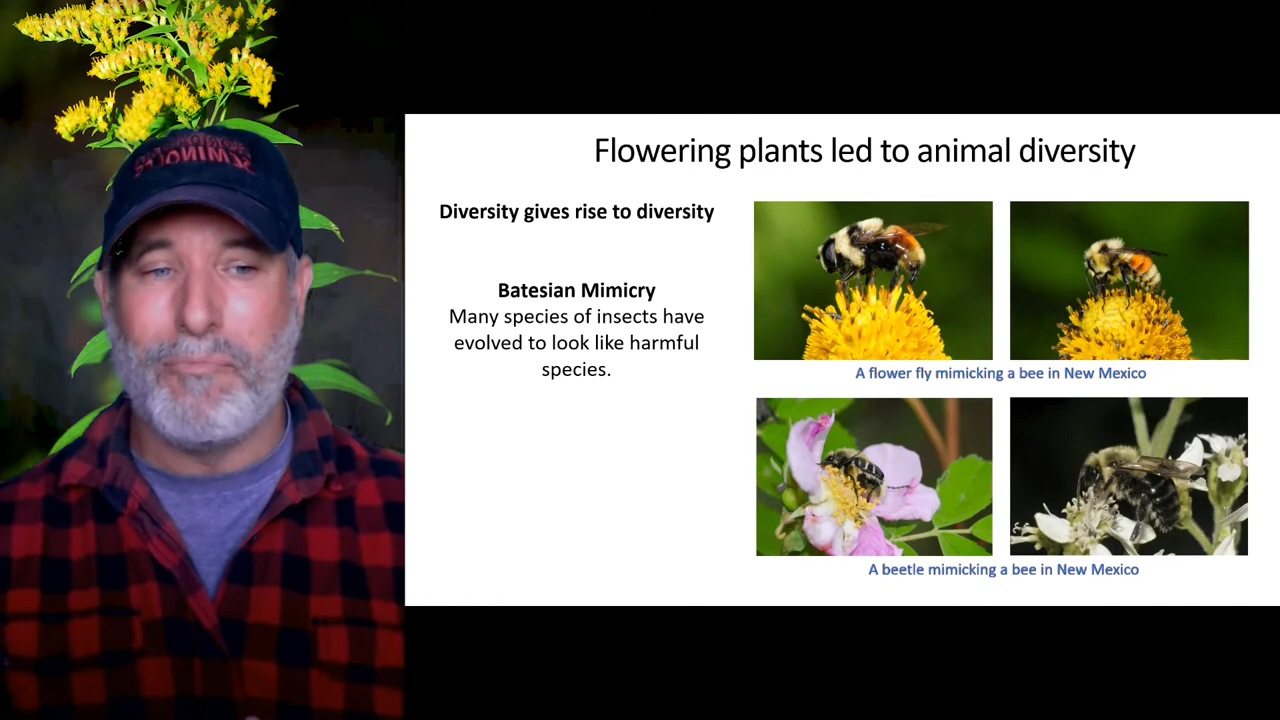 Flowering plants led to animal diversity
Diversity gives rise to diversity
Batesian Mimicry
Many species of insects have
evolved to look like harmful
species.
A flower fly mimicking a bee in New Mexico
A beetle mimicking a bee in New Mexico